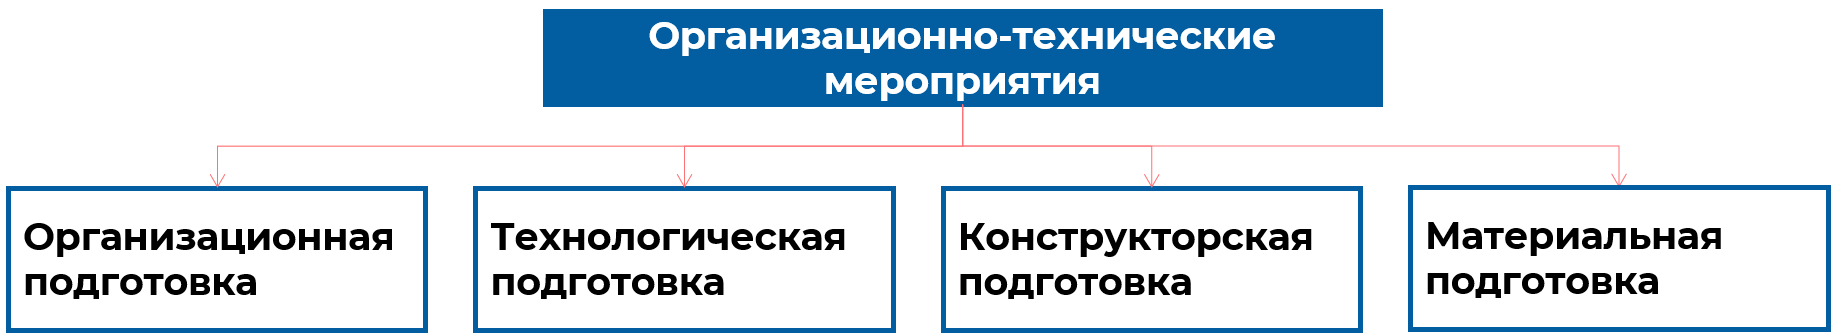 Организационно-технические
мероприятия
Организационная
подготовка
Технологическая
подготовка
Конструкторская
подготовка
Материальная
подготовка